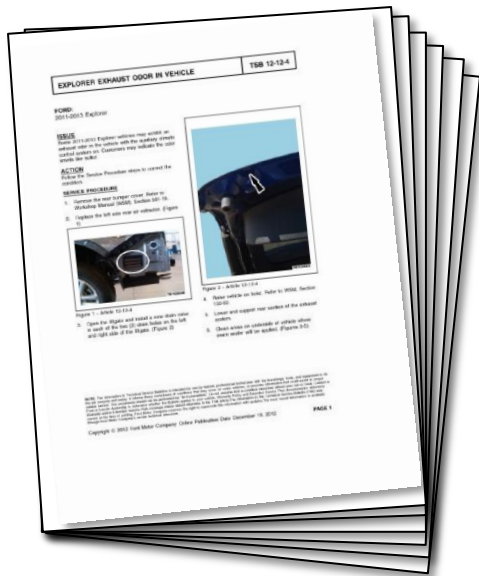 EXPLORER EXHAUST ODOR IN VEHICLE
TSB 12-12-4
FORD:
2011-2013 Explorer
ISSUE
Some 2011-2013 Explorer vehicles may exhibit an
exhaust odor in the vehicle with the auxiliary climate
control system on. Customers may indicate the odor
smells like sulfur.
ACTION
Follow the Service Procedure steps to correct the
condition.
SERVICE PROCEDURE
1. Remove the rear bumper cover. Refer to
Workshop Manual (WSM), Section 501-19.
2. Replace the left side rear air extractor. (Figure
1)
Figure 1 - Article 12-12-4
3. Open the liftgate and install a new drain valve
in each of the two (2) drain holes on the left
and right side of the liftgate. (Figure 2)
Figure 2 - Article 12-12-4
4. Raise vehicle on hoist. Refer to WSM, Section
100-02.
5. Lower and support rear section of the exhaust
system.
6. Clean areas on underside of vehicle where
seam sealer will be applied. (Figures 3-5)
Copyright © 2012 Ford Motor Company Online Publication Date December 19, 2012
PAGE 1